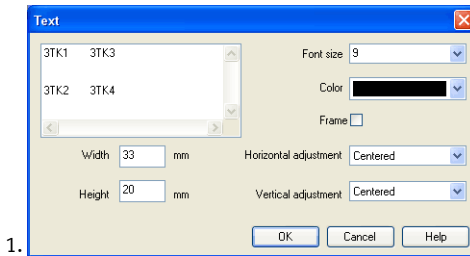 Text
3TK1 3TK3
3TK2 3TK4
Font size 9
Color
Frame
Width 33 mm
Horizontal adjustment Centered
Height 20 mm
Vertical adjustment Centered
OK Cancel Help
1.